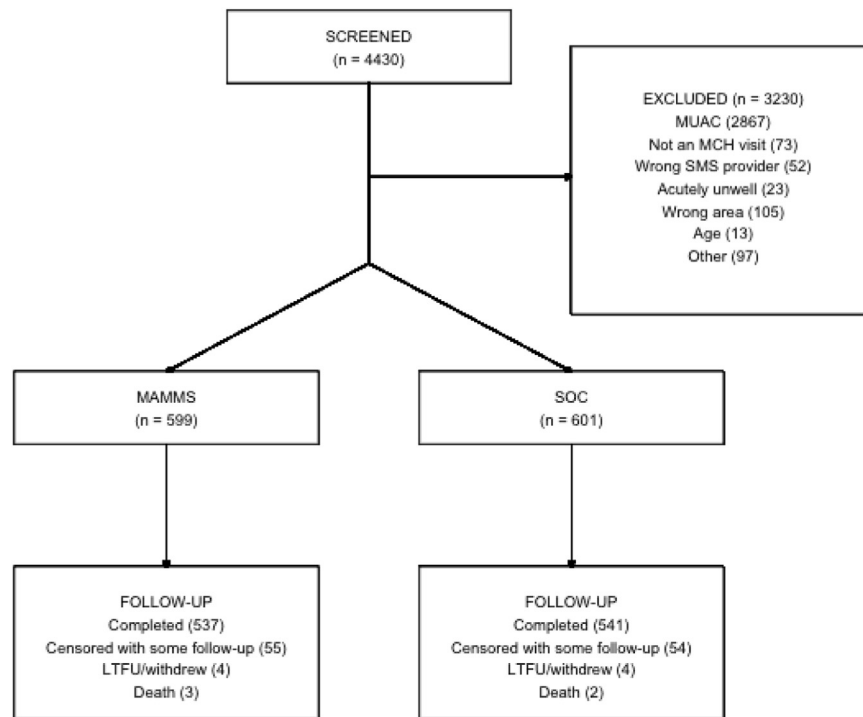 SCREENED
(n = 4430)
EXCLUDED (n = 3230)
MUAC (2867)
Not an MCH visit (73)
Wrong SMS provider (52)
Acutely unwell (23)
Wrong area (105)
Age (13)
Other (97)
MAMMS
(n = 599)
SOC
(n = 601)
FOLLOW-UP
Completed (537)
Censored with some follow-up (55)
LTFU/withdrew (4)
Death (3)
FOLLOW-UP
Completed (541)
Censored with some follow-up (54)
LTFU/withdrew (4)
Death (2)